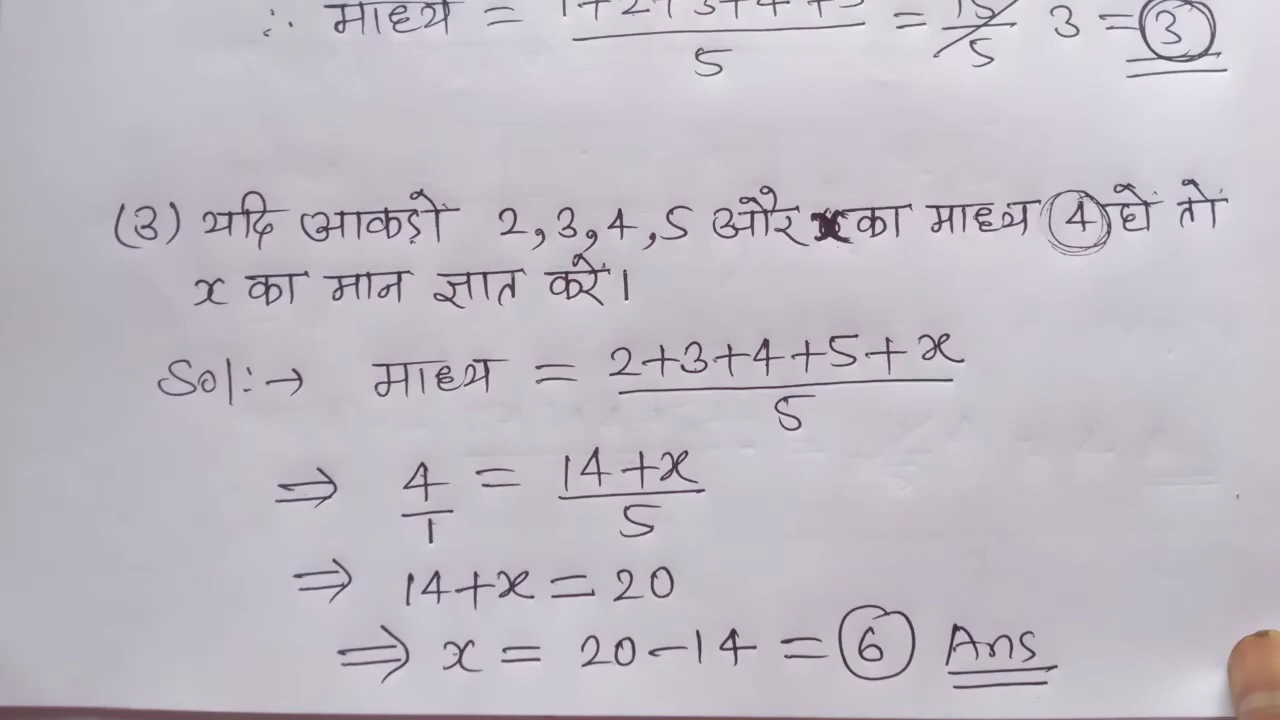 ∴ माध्य = 1+2+3+4+5/5 = 15/5 3 = 3
(3) यदि आकड़ो 2,3,4,5 और x का माध्य 4 हो तो
x का मान ज्ञात करें।
Sol:→ माध्य = 2+3+4+5+x/5
⇒ 4/1 = 14+x/5
⇒ 14+x = 20
⇒ x = 20-14 = 6 Ans